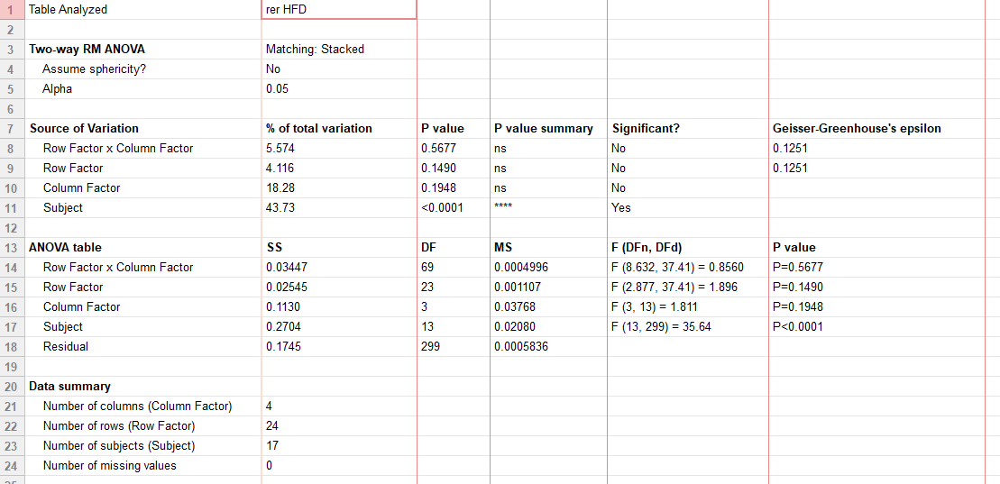 1 Table Analyzed rer HFD
2
3 Two-way RM ANOVA Matching: Stacked
4 Assume sphericity? No
5 Alpha 0.05
6
7 Source of Variation % of total variation P value P value summary Significant? Geisser-Greenhouse's epsilon
8 Row Factor x Column Factor 5.574 0.5677 ns No 0.1251
9 Row Factor 4.116 0.1490 ns No 0.1251
10 Column Factor 18.28 0.1948 ns No
11 Subject 43.73 <0.0001 **** Yes
12
13 ANOVA table SS DF MS F (DFn, DFd) P value
14 Row Factor x Column Factor 0.03447 69 0.0004996 F (8.632, 37.41) = 0.8560 P=0.5677
15 Row Factor 0.02545 23 0.001107 F (2.877, 37.41) = 1.896 P=0.1490
16 Column Factor 0.1130 3 0.03768 F (3, 13) = 1.811 P=0.1948
17 Subject 0.2704 13 0.02080 F (13, 299) = 35.64 P<0.0001
18 Residual 0.1745 299 0.0005836
19
20 Data summary
21 Number of columns (Column Factor) 4
22 Number of rows (Row Factor) 24
23 Number of subjects (Subject) 17
24 Number of missing values 0